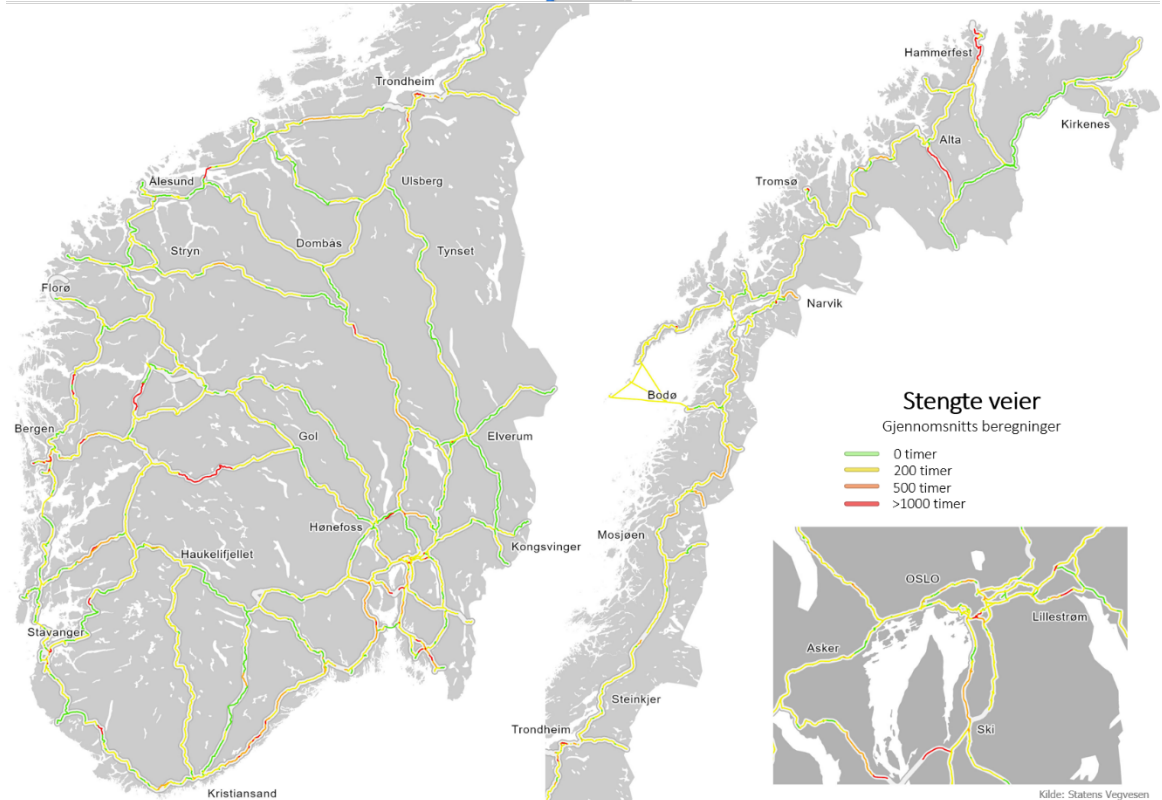 Trondheim
Ålesund
Ulsberg
Stryn
Dombås
Tynset
Florø
Bergen
Gol
Elverum
Hønefoss
Kongsvinger
Haukelifjellet
Stavanger
Kristiansand
Hammerfest
Kirkenes
Alta
Tromsø
Narvik
Bodø
Mosjøen
Steinkjer
Trondheim
Stengte veier
Gjennomsnitts beregninger
0 timer
200 timer
500 timer
>1000 timer
OSLO
Lillestrøm
Asker
Ski
Kilde: Statens Vegvesen